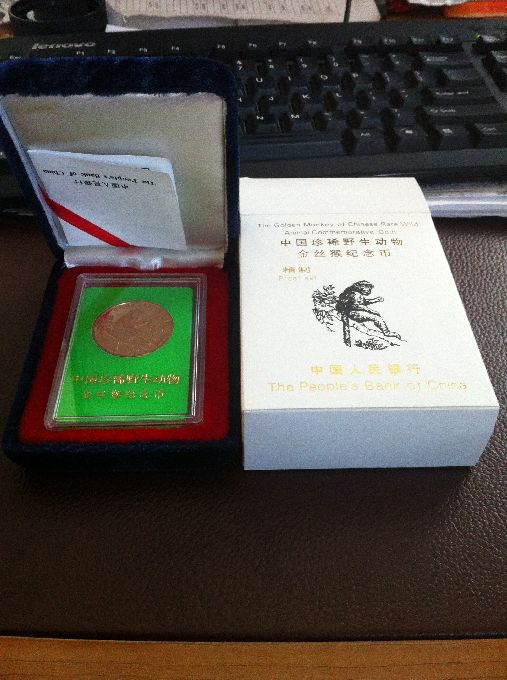 lenovo
中国人民银行
The People's Bank of China
中国珍稀野生动物
金丝猴纪念币
The Golden Monkey of Chinese Rare Wild
Animal Commemorative Coin
中国珍稀野生动物
金丝猴纪念币
精制
Proof set
中国人民银行
The People's Bank of China